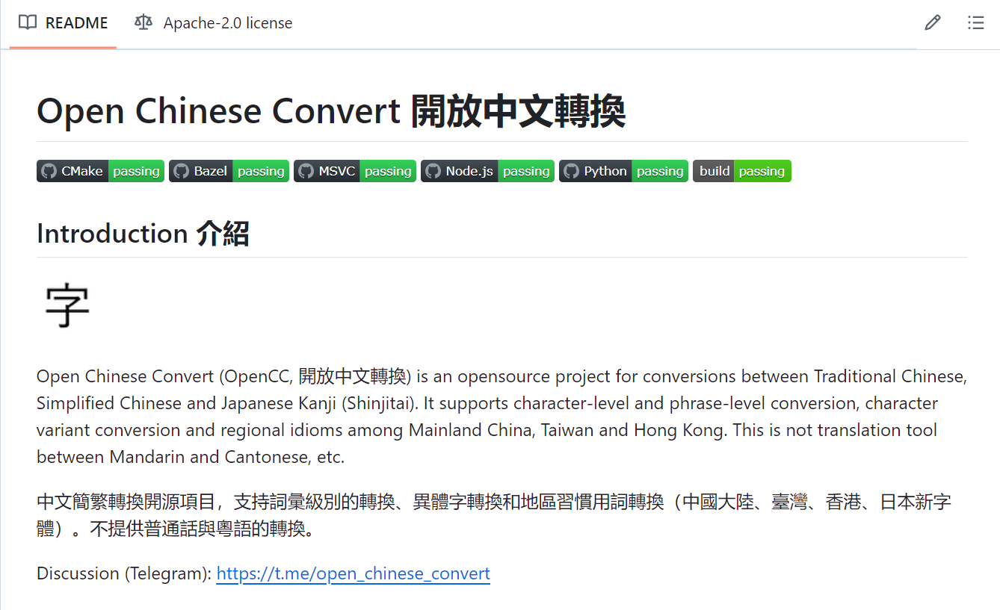 README Apache-2.0 license
Open Chinese Convert 開放中文轉換
CMake passing Bazel passing MSVC passing Node.js passing Python passing build passing
Introduction 介紹
字
Open Chinese Convert (OpenCC, 開放中文轉換) is an opensource project for conversions between Traditional Chinese,
Simplified Chinese and Japanese Kanji (Shinjitai). It supports character-level and phrase-level conversion, character
variant conversion and regional idioms among Mainland China, Taiwan and Hong Kong. This is not translation tool
between Mandarin and Cantonese, etc.
中文簡繁轉換開源項目，支持詞彙級別的轉換、異體字轉換和地區習慣用詞轉換（中國大陸、臺灣、香港、日本新字
體）。不提供普通話與粵語的轉換。
Discussion (Telegram): https://t.me/open_chinese_convert